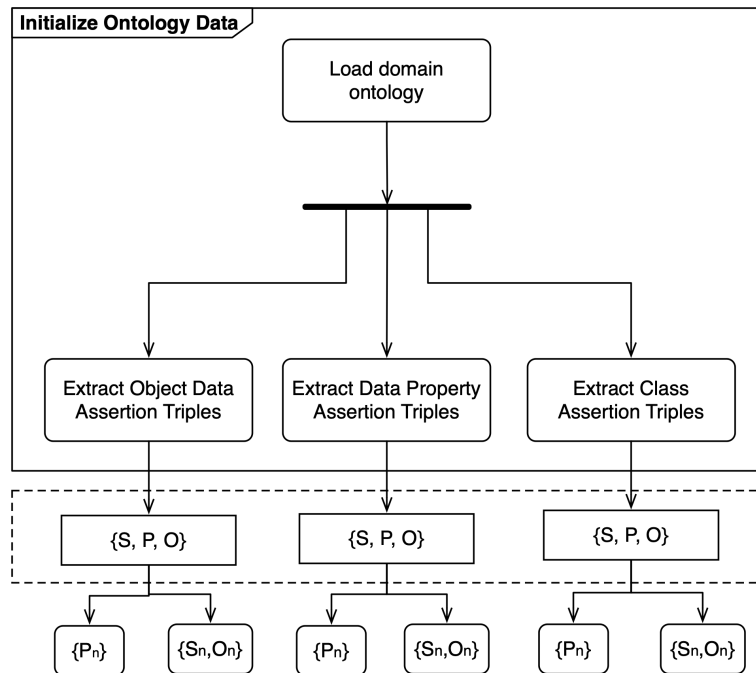 Initialize Ontology Data
Load domain
ontology
Extract Object Data
Assertion Triples
Extract Data Property
Assertion Triples
Extract Class
Assertion Triples
{S, P, O}
{S, P, O}
{S, P, O}
{Pn}
{Sn,On}
{Pn}
{Sn,On}
{Pn}
{Sn,On}